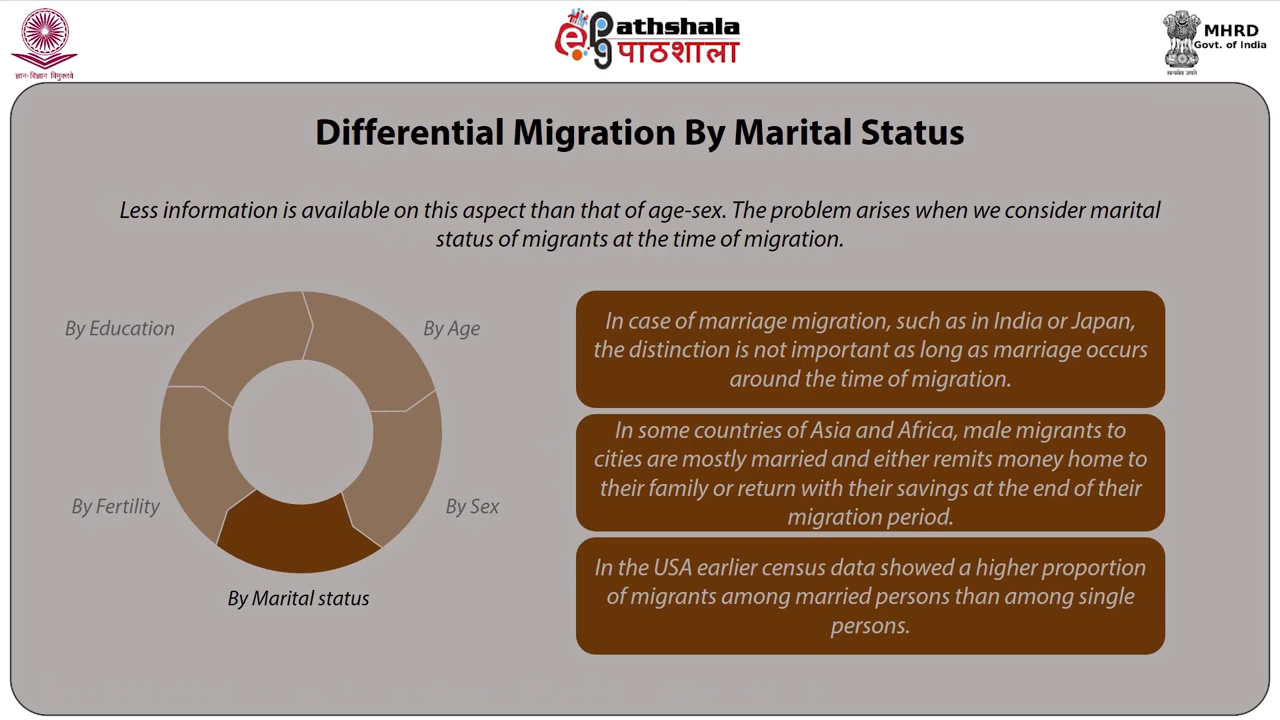 ज्ञान-विज्ञान विमुक्तये
ePathshala
पाठशाला
सत्यमेव जयते
MHRD
Govt. of India
Differential Migration By Marital Status
Less information is available on this aspect than that of age-sex. The problem arises when we consider marital
status of migrants at the time of migration.
By Education
By Age
By Fertility
By Sex
By Marital status
In case of marriage migration, such as in India or Japan,
the distinction is not important as long as marriage occurs
around the time of migration.
In some countries of Asia and Africa, male migrants to
cities are mostly married and either remits money home to
their family or return with their savings at the end of their
migration period.
In the USA earlier census data showed a higher proportion
of migrants among married persons than among single
persons.